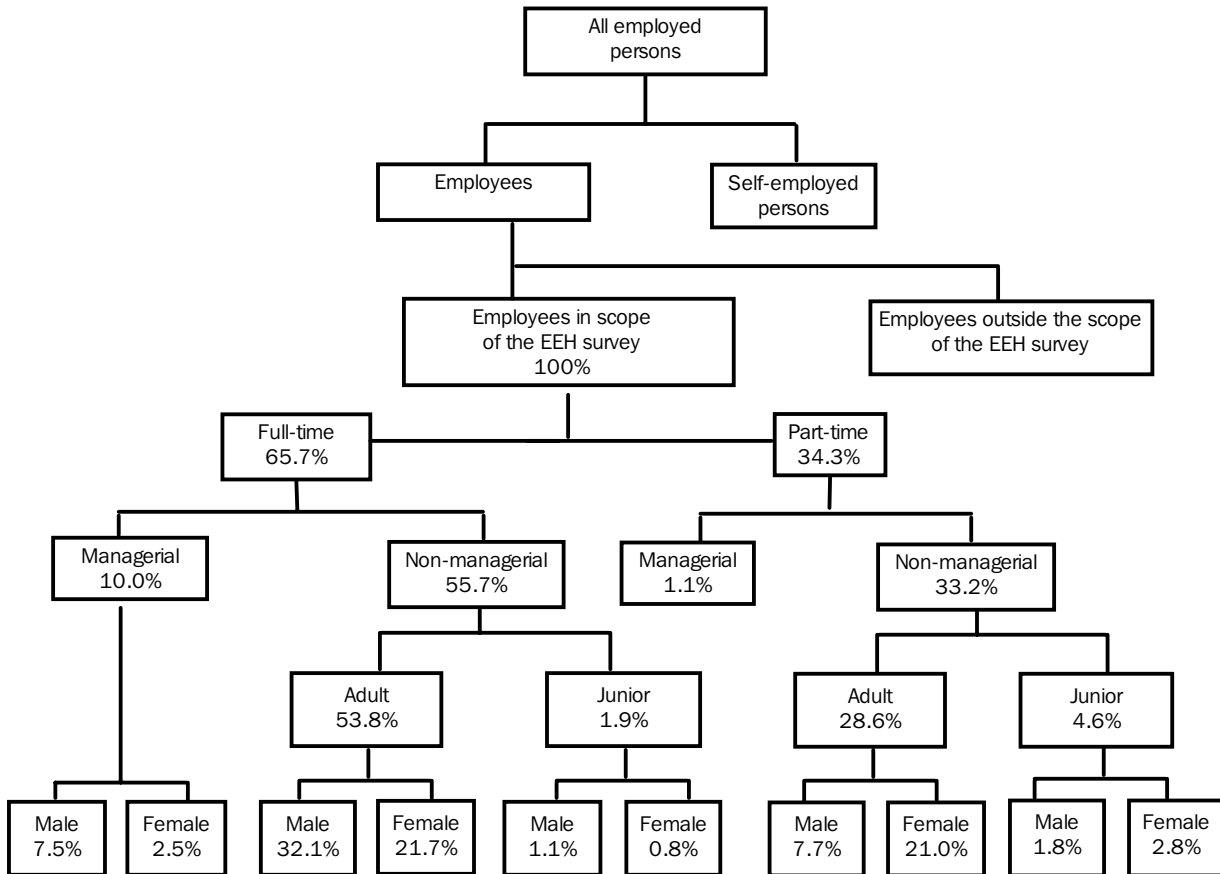 All employed
persons
Employees
Self-employed
persons
Employees in scope
of the EEH survey
100%
Employees outside the scope
of the EEH survey
Full-time
65.7%
Part-time
34.3%
Managerial
10.0%
Non-managerial
55.7%
Managerial
1.1%
Non-managerial
33.2%
Adult
53.8%
Junior
1.9%
Adult
28.6%
Junior
4.6%
Male
7.5%
Female
2.5%
Male
32.1%
Female
21.7%
Male
1.1%
Female
0.8%
Male
7.7%
Female
21.0%
Male
1.8%
Female
2.8%